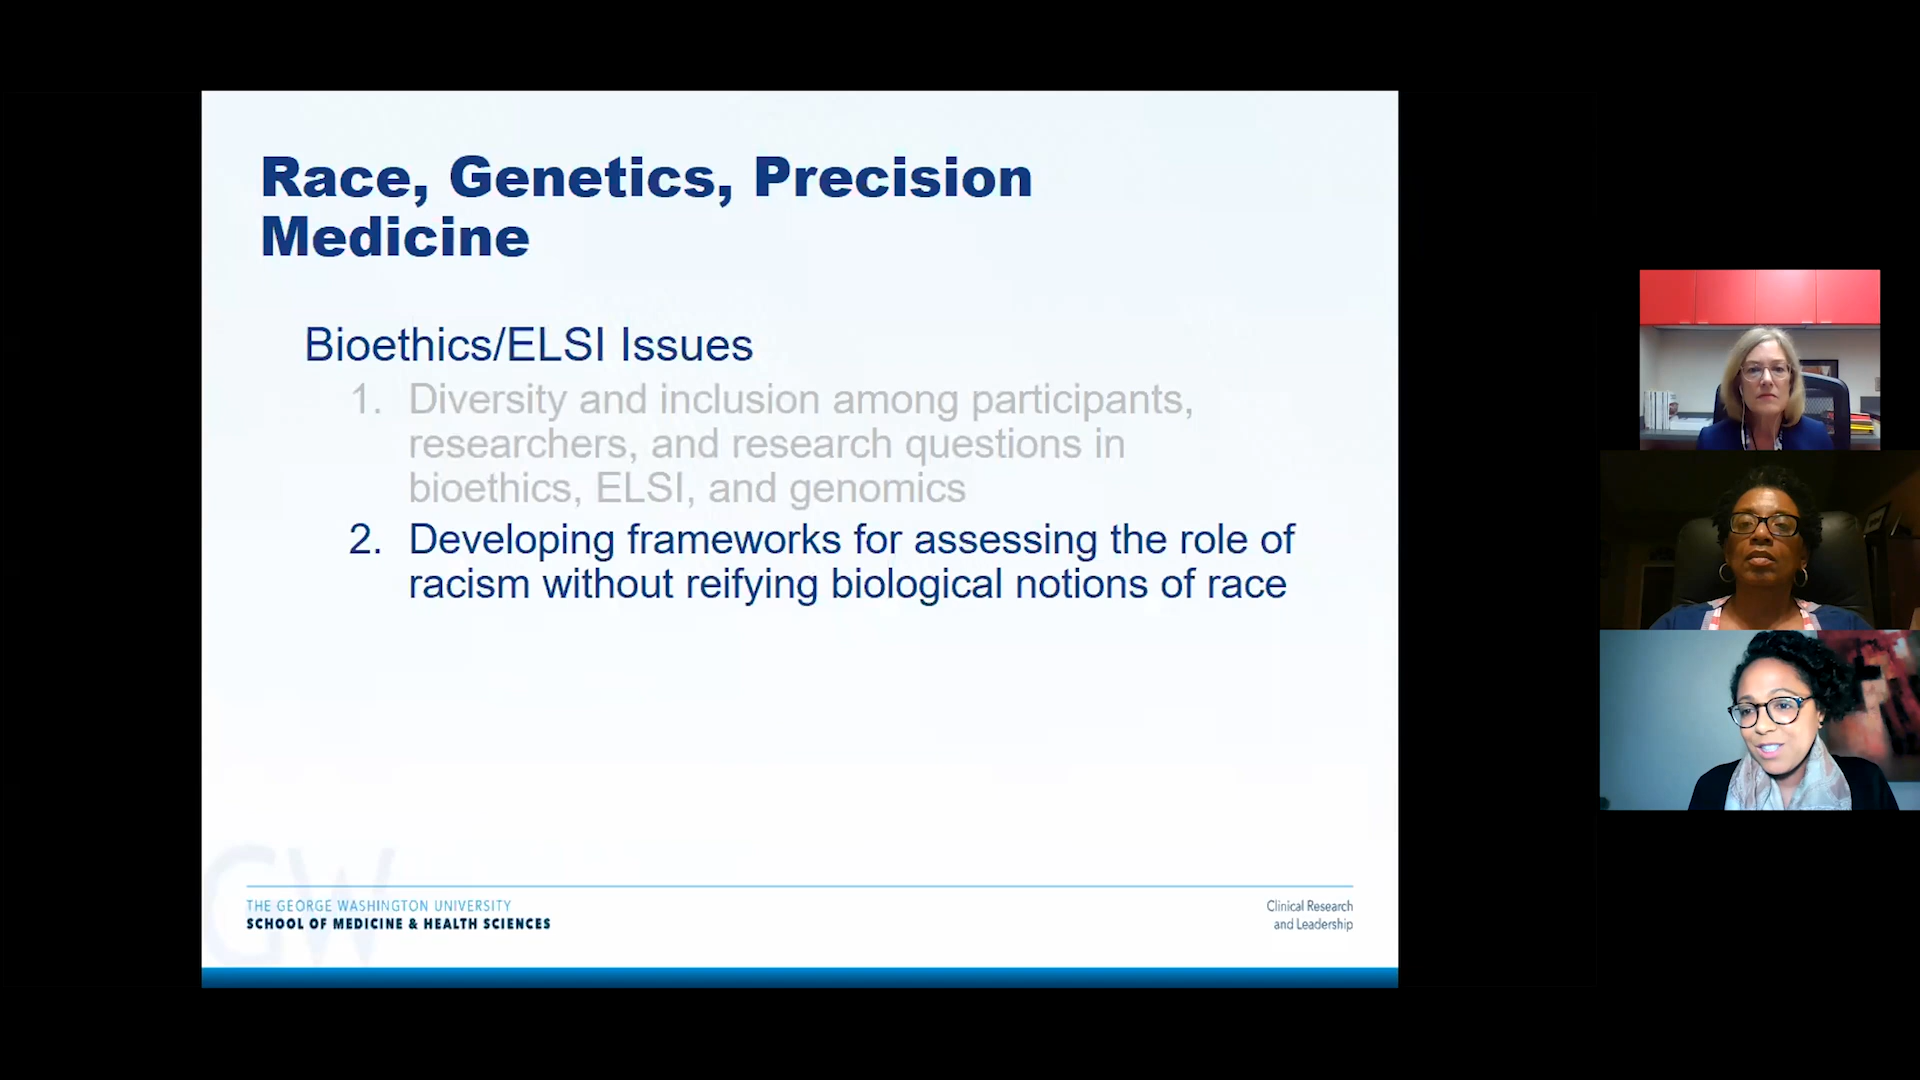 Race, Genetics, Precision
Medicine
Bioethics/ELSI Issues
1. Diversity and inclusion among participants,
researchers, and research questions in
bioethics, ELSI, and genomics
2. Developing frameworks for assessing the role of
racism without reifying biological notions of race
GW
THE GEORGE WASHINGTON UNIVERSITY
SCHOOL OF MEDICINE & HEALTH SCIENCES
Clinical Research
and Leadership